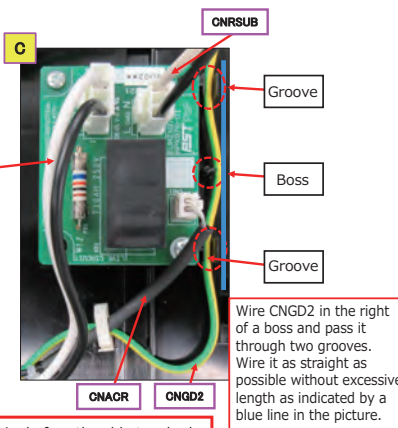 C
CNRSUB
Groove
Boss
Groove
CNACR
CNGD2
Wire CNGD2 in the right
of a boss and pass it
through two grooves.
Wire it as straight as
possible without excessive
length as indicated by a
blue line in the picture.